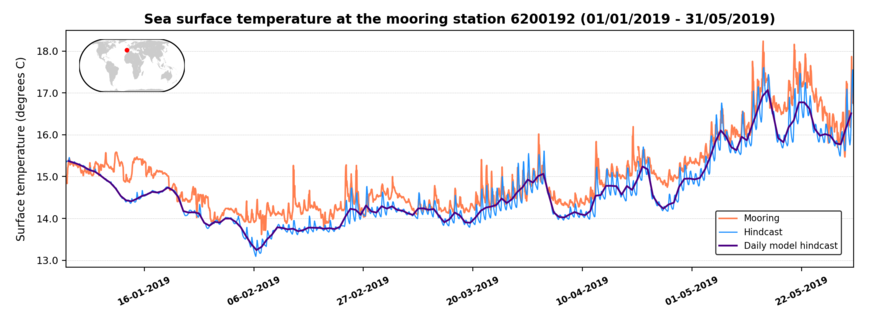 Sea surface temperature at the mooring station 6200192 (01/01/2019 - 31/05/2019)
Surface temperature (degrees C)
18.0
17.0
16.0
15.0
14.0
13.0
Mooring
Hindcast
Daily model hindcast
16-01-2019
06-02-2019
27-02-2019
20-03-2019
10-04-2019
01-05-2019
22-05-2019